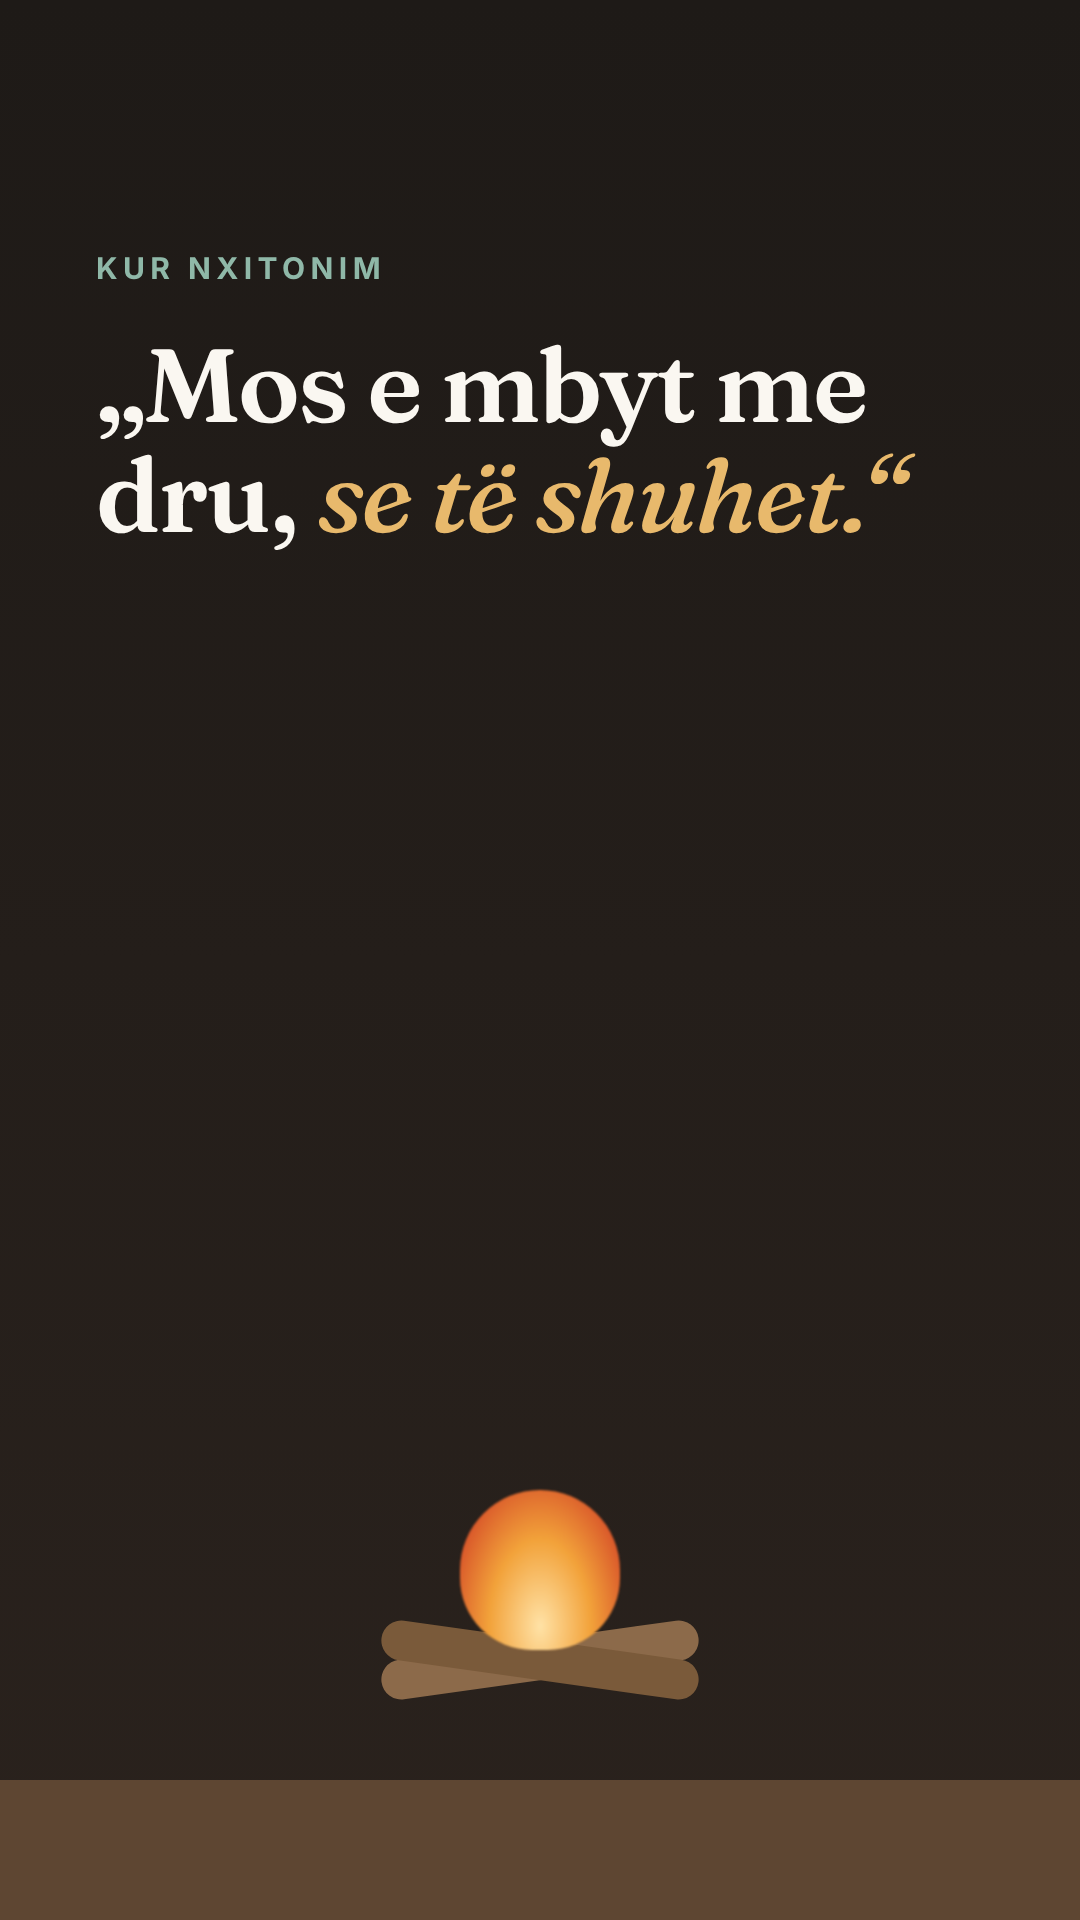 KUR NXITONIM
„Mos e mbyt me
dru, se të shuhet.“